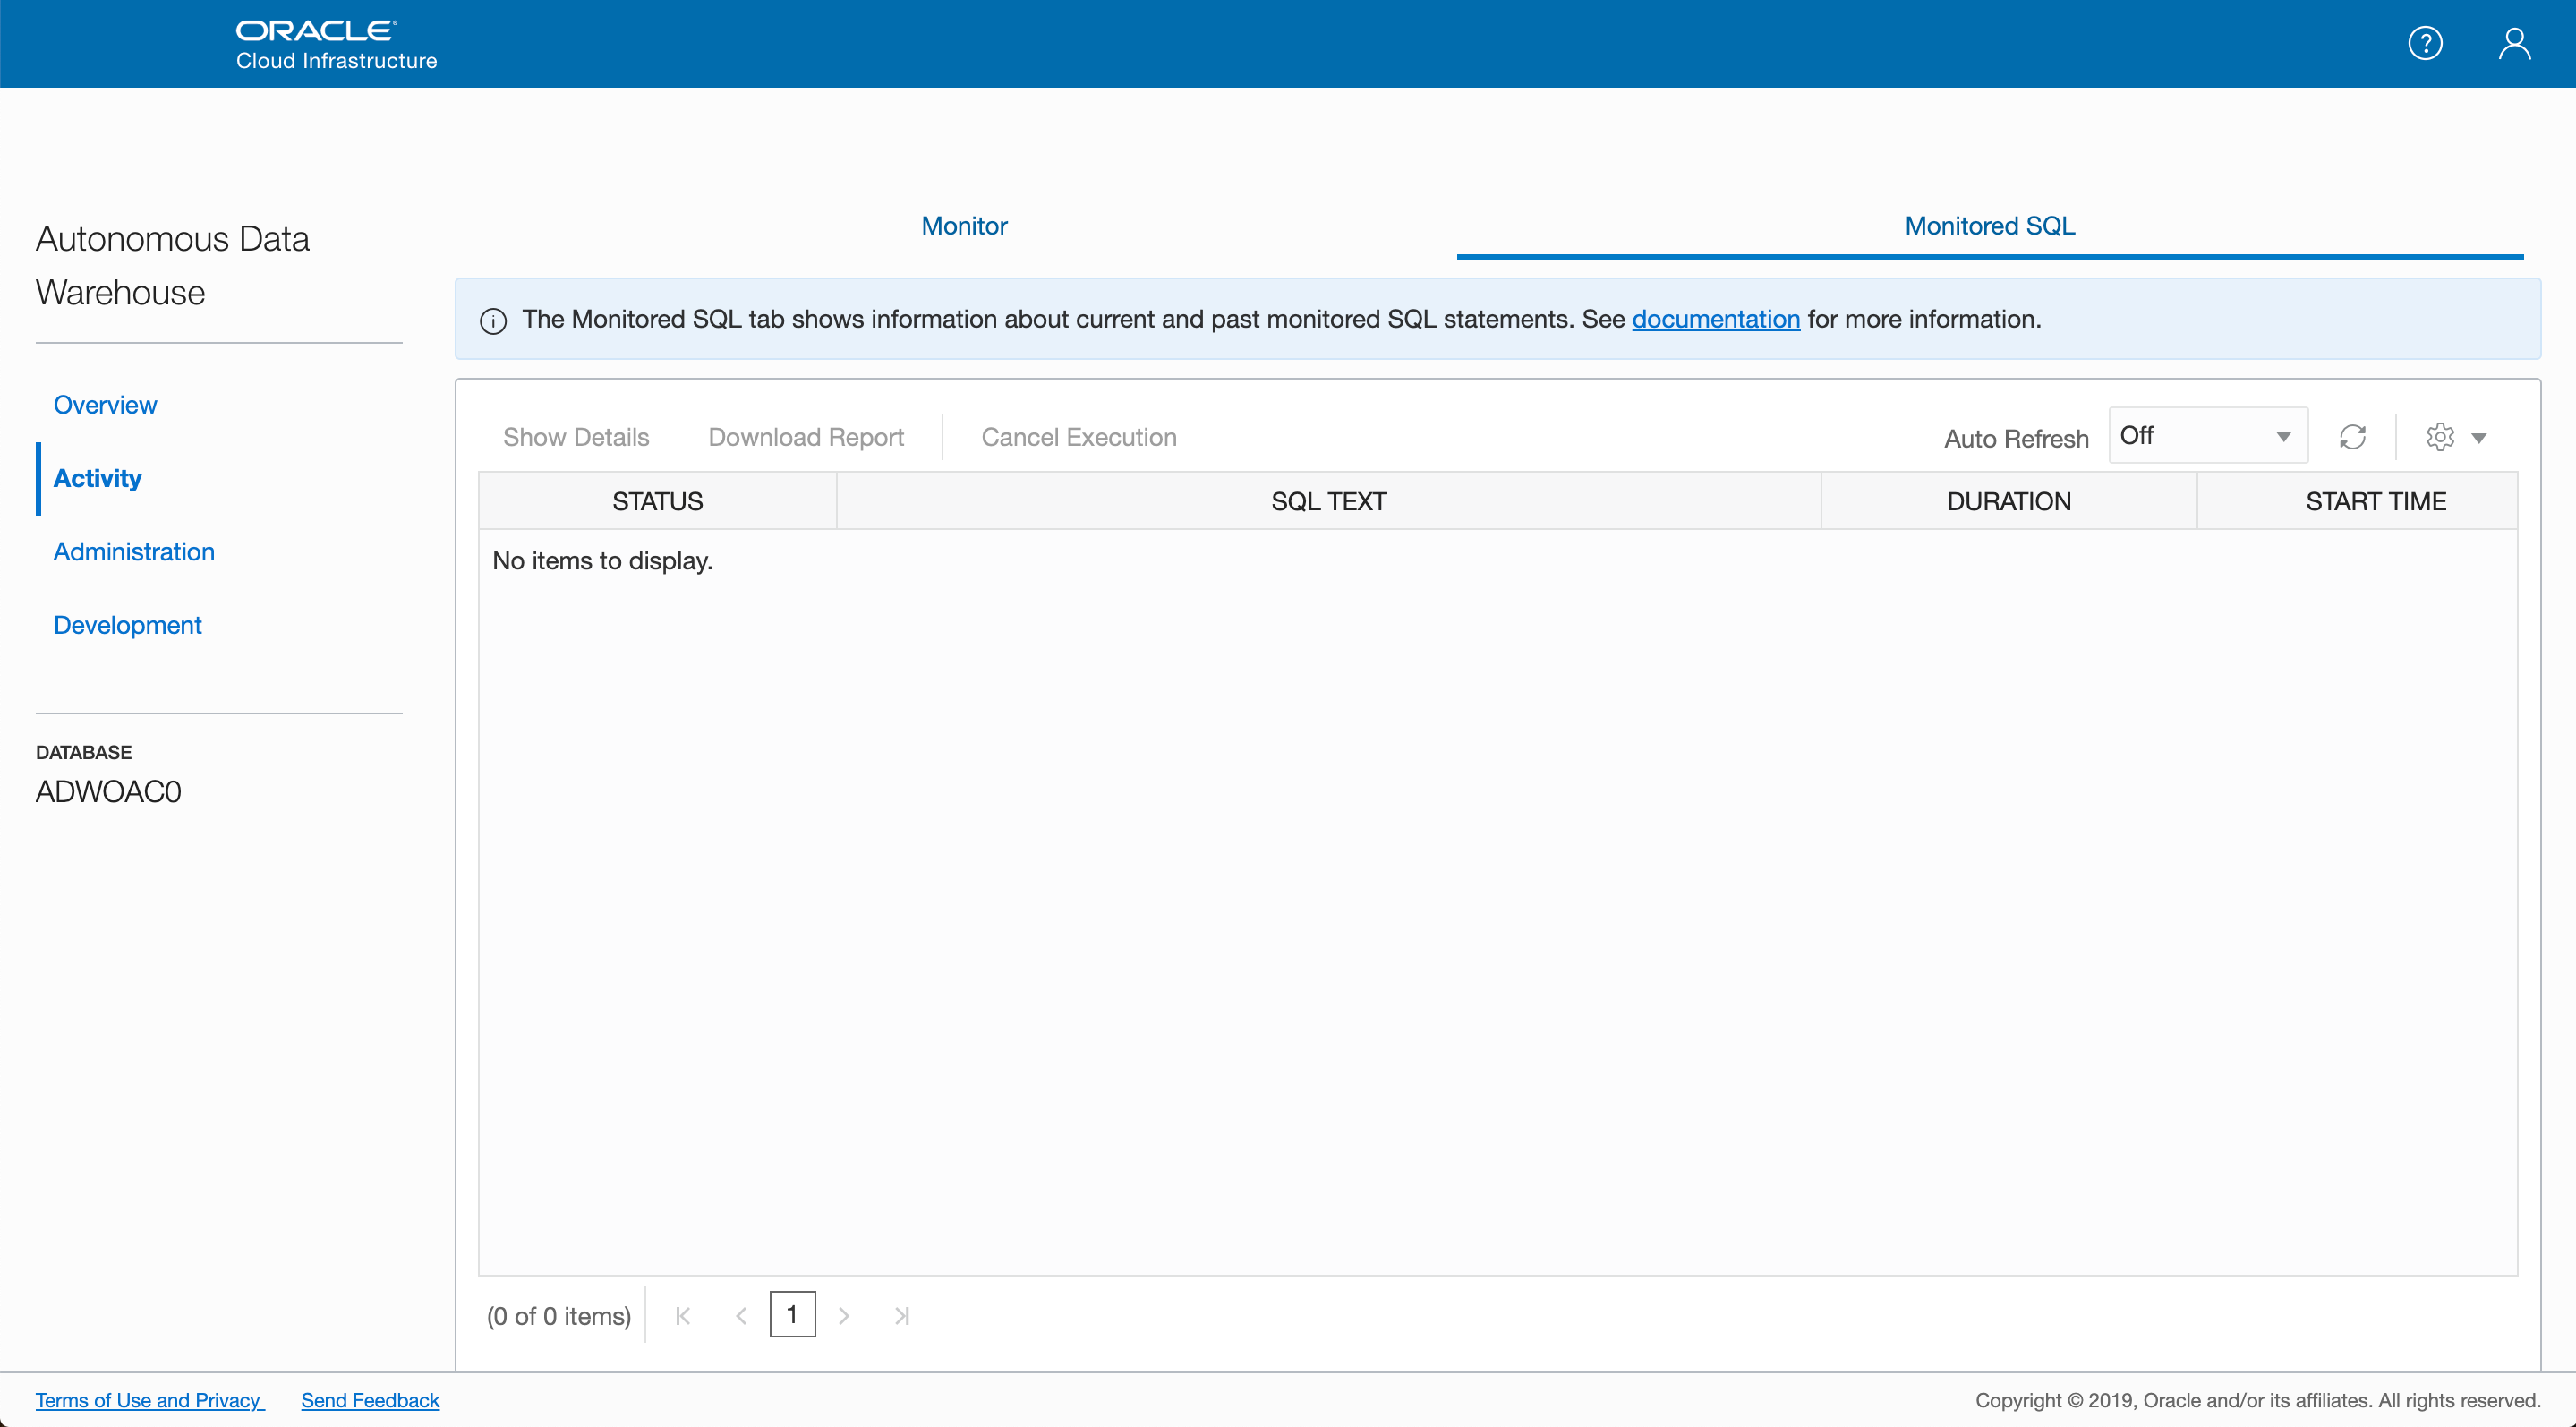 ORACLE
Cloud Infrastructure
Autonomous Data
Warehouse
Overview
Activity
Administration
Development
DATABASE
ADWOAC0
Monitor
Monitored SQL
The Monitored SQL tab shows information about current and past monitored SQL statements. See documentation for more information.
Show Details
Download Report
Cancel Execution
Auto Refresh
Off
STATUS
SQL TEXT
DURATION
START TIME
No items to display.
(0 of 0 items)
1
Terms of Use and Privacy
Send Feedback
Copyright © 2019, Oracle and/or its affiliates. All rights reserved.